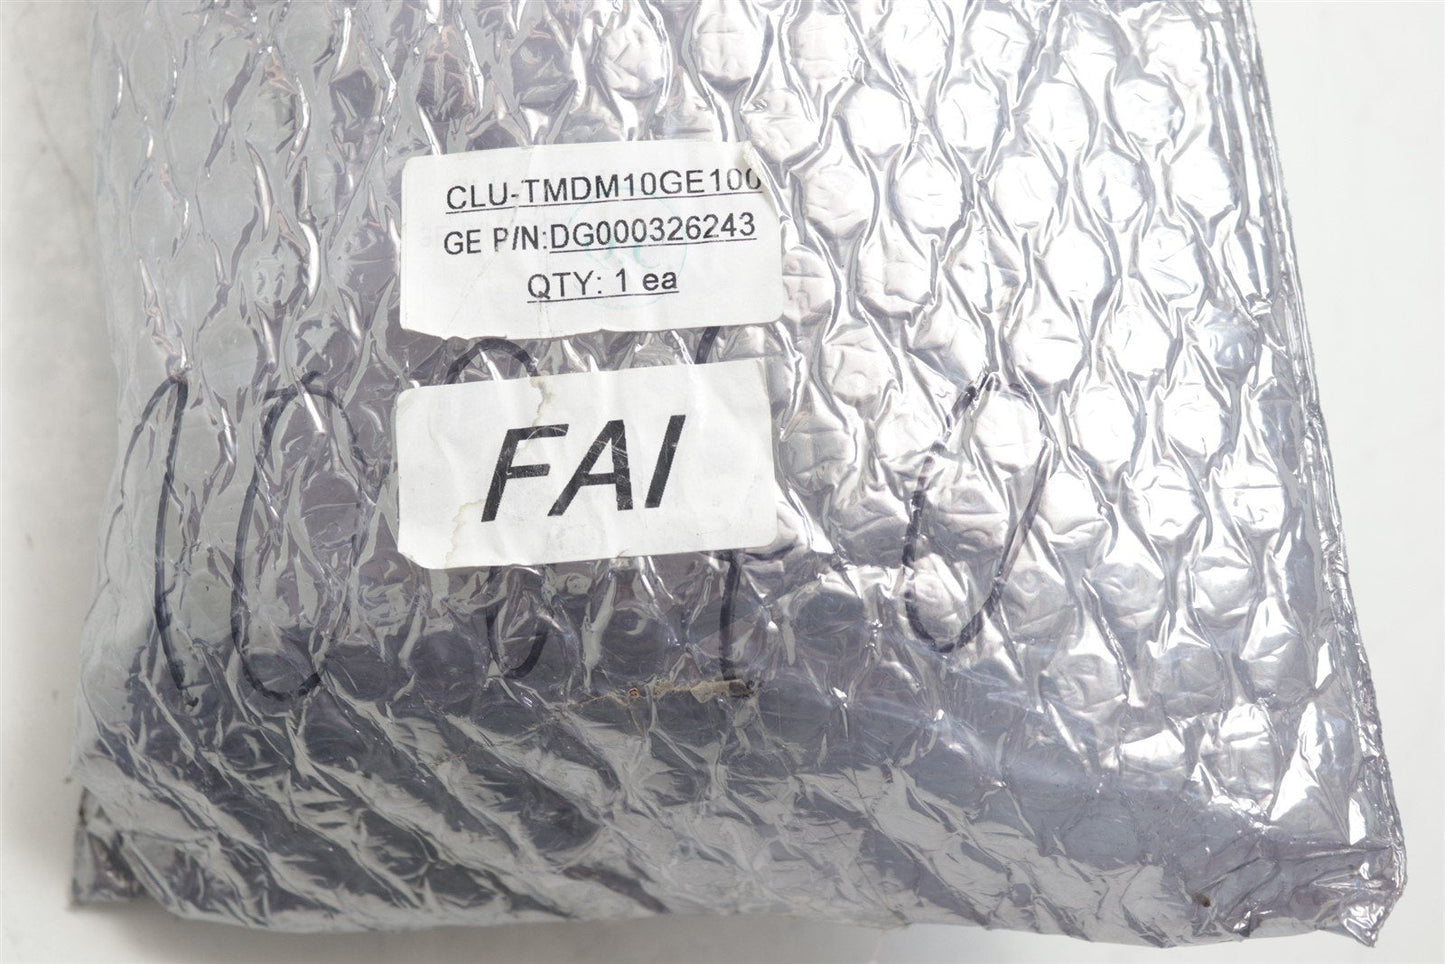 CLU-TMDM10GE100
GE P/N:DG000326243
QTY: 1 ea
FAI